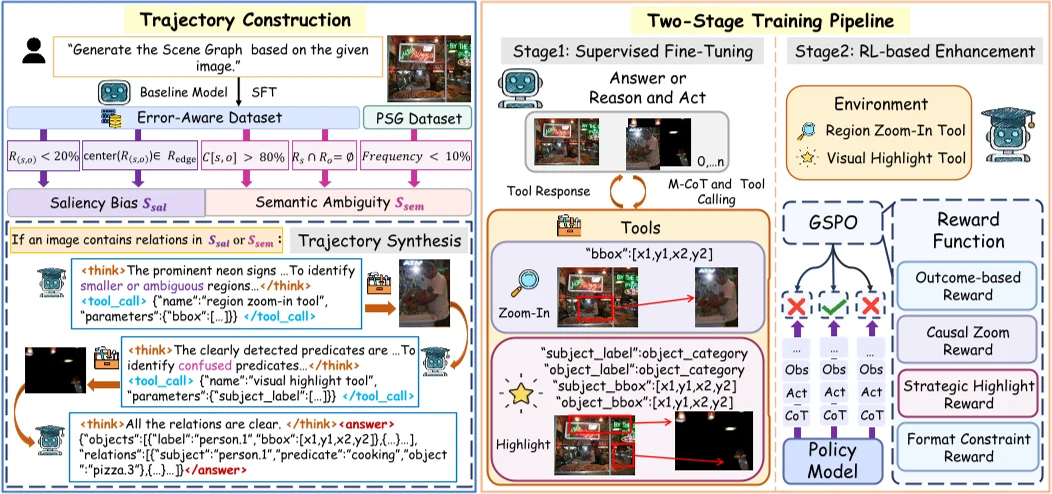 Trajectory Construction
"Generate the Scene Graph based on the given
image."
Baseline Model
SFT
Error-Aware Dataset
PSG Dataset
R(s,o) < 20%
center(R(s,o))∈ Redge
C[s, o] > 80%
Rs ∩ Ro= ∅
Frequency < 10%
Saliency Bias Ssal
Semantic Ambiguity Ssem
If an image contains relations in Ssal or Ssem :
Trajectory Synthesis
<think>The prominent neon signs ...To identify
smaller or ambiguous regions...</think>
<tool_call> {"name":"region zoom-in tool",
"parameters":{"bbox":[...]}} </tool_call>
<think>The clearly detected predicates are ...To
identify confused predicates...</think>
<tool_call> {"name":"visual highlight tool",
"parameters":{"subject_label":[...]}} </tool_call>
<think>All the relations are clear. </think><answer>
{"objects":[{"label":"person.1","bbox":[x1,y1,x2,y2]},{...}...],
"relations":[{"subject":"person.1","predicate":"cooking","object
":"pizza.3"},{...}...]}</answer>
Two-Stage Training Pipeline
Stage1: Supervised Fine-Tuning
Answer or
Reason and Act
0,...n
Tool Response
M-CoT and Tool
Calling
Tools
"bbox":[x1,y1,x2,y2]
Zoom-In
"subject_label":object_category
"object_label":object_category
"subject_bbox":[x1,y1,x2,y2]
"object_bbox":[x1,y1,x2,y2]
Highlight
Stage2: RL-based Enhancement
Environment
Region Zoom-In Tool
Visual Highlight Tool
GSPO
Reward
Function
Outcome-based
Reward
Causal Zoom
Reward
Strategic Highlight
Reward
Format Constraint
Reward
... ... ...
Obs Obs Obs
Act Act Act
CoT CoT CoT
Policy
Model